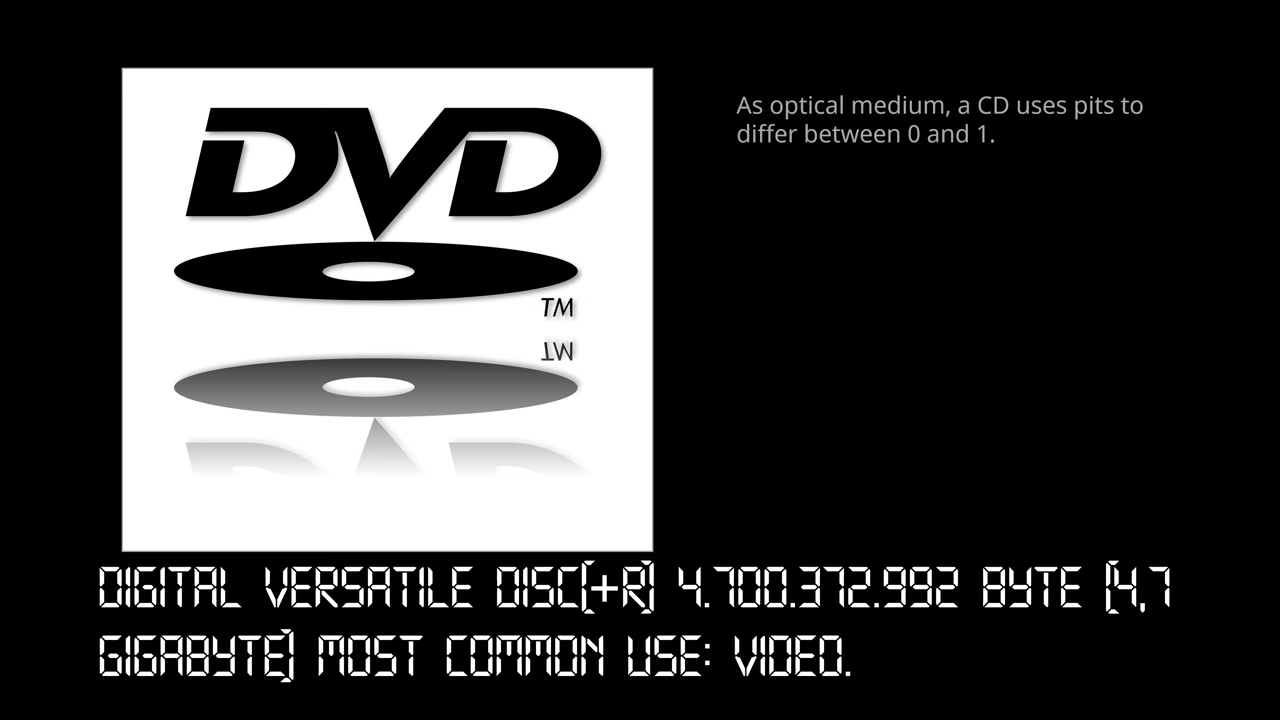 DVD
TM
TM
As optical medium, a CD uses pits to
differ between 0 and 1.
DIGITAL VERSATILE DISC(+R) 4.700.372.992 BYTE (4,7
GIGABYTE) MOST COMMON USE: VIDEO.